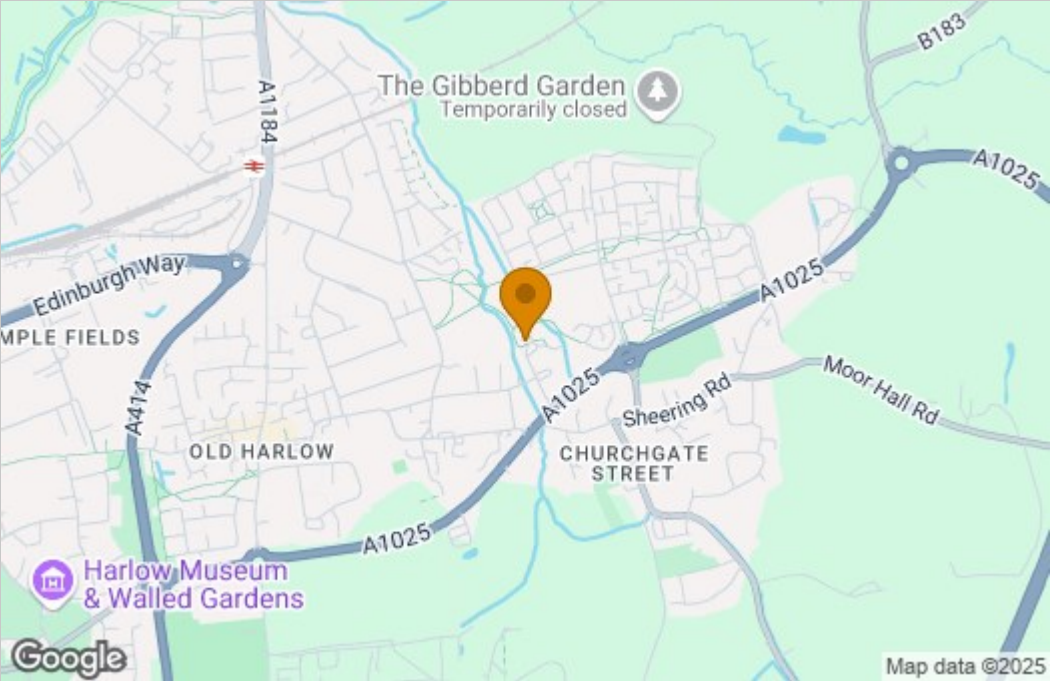 B183
The Gibberd Garden
Temporarily closed
A1184
A1025
Edinburgh Way
A1025
MPLE FIELDS
Moor Hall Rd
A414
A1025
Sheering Rd
OLD HARLOW
CHURCHGATE
STREET
A1025
Harlow Museum
& Walled Gardens
Google
Map data ©2025